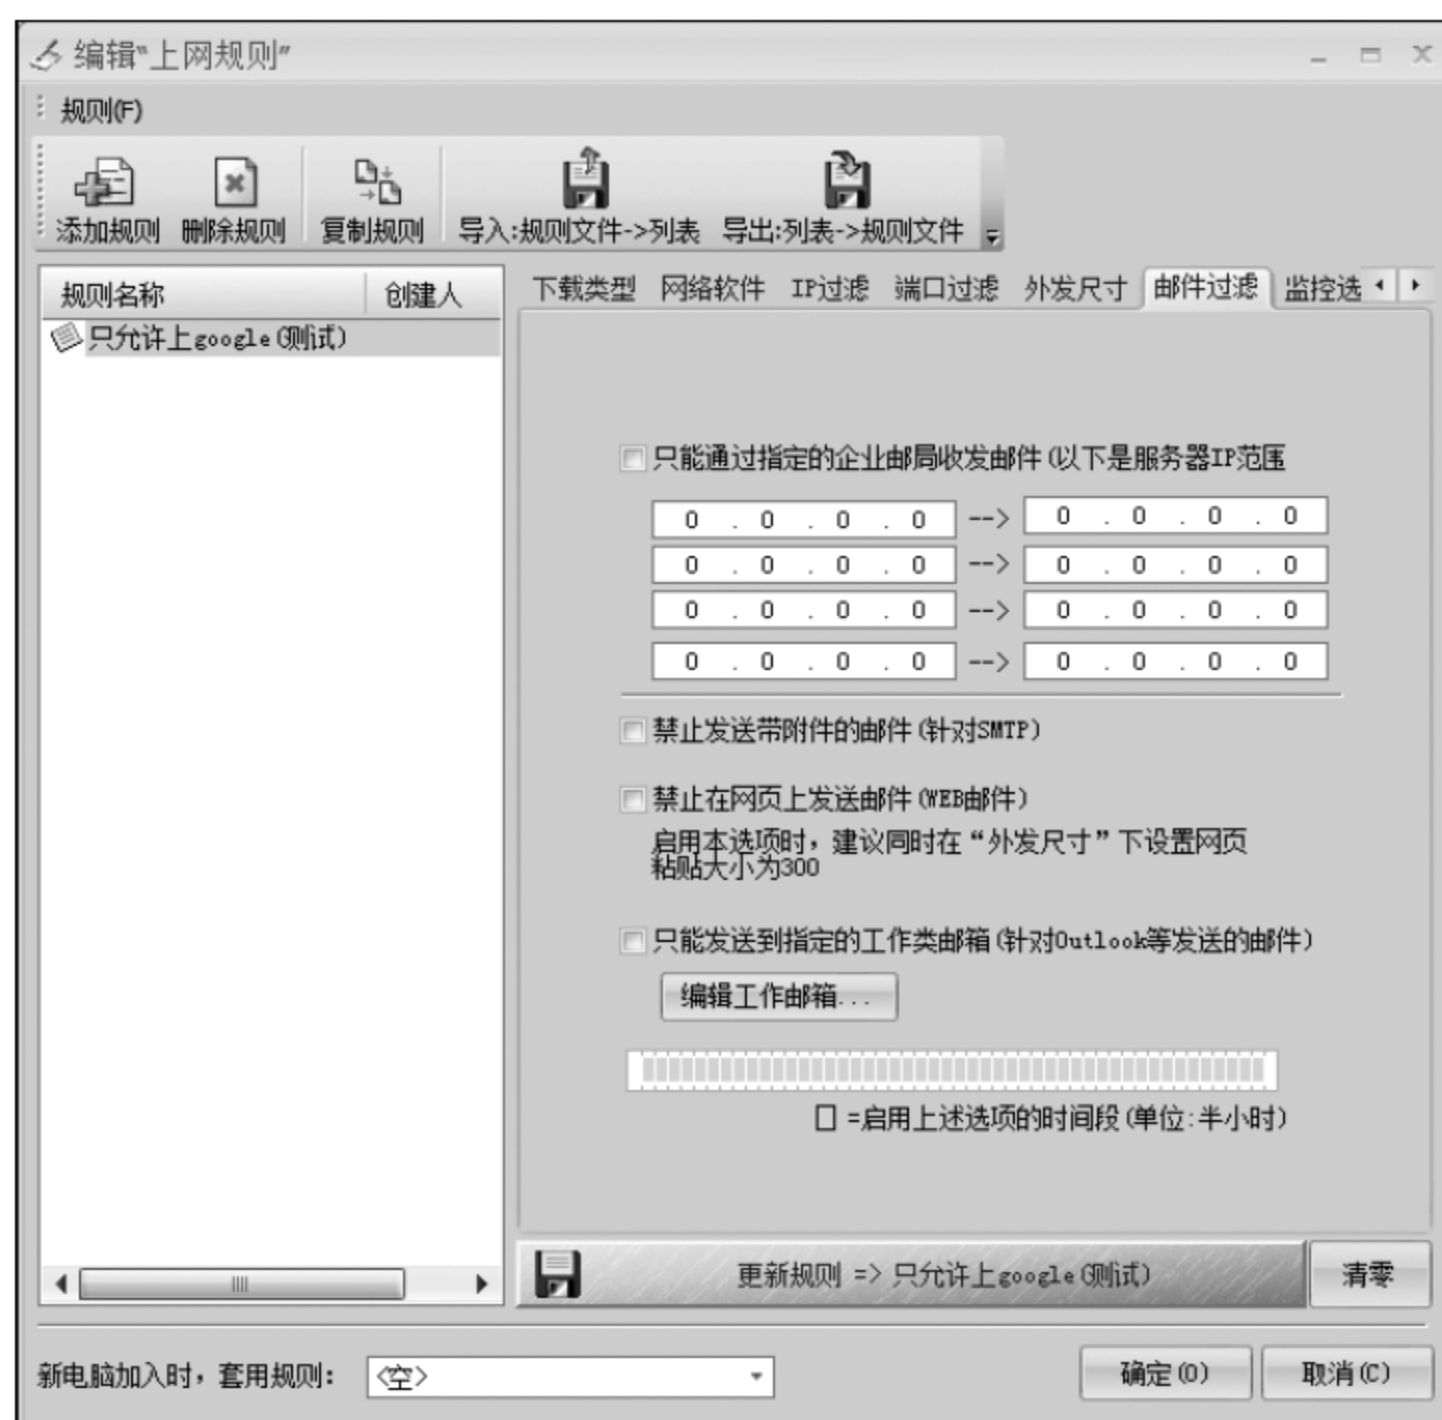 编辑“上网规则”
规则(F)
添加规则 删除规则 复制规则 导入:规则文件->列表 导出:列表->规则文件
规则名称 创建人
只允许上google(测试)
下载类型 网络软件 IP过滤 端口过滤 外发尺寸 邮件过滤 监控选
只能通过指定的企业邮局收发邮件(以下是服务器IP范围
0 . 0 . 0 . 0 --> 0 . 0 . 0 . 0
0 . 0 . 0 . 0 --> 0 . 0 . 0 . 0
0 . 0 . 0 . 0 --> 0 . 0 . 0 . 0
0 . 0 . 0 . 0 --> 0 . 0 . 0 . 0
禁止发送带附件的邮件(针对SMTP)
禁止在网页上发送邮件(WEB邮件)
启用本选项时，建议同时在“外发尺寸”下设置网页
粘贴大小为300
只能发送到指定的工作类邮箱(针对Outlook等发送的邮件)
编辑工作邮箱...
=启用上述选项的时间段(单位:半小时)
更新规则 => 只允许上google(测试) 清零
新电脑加入时，套用规则： <空> 确定(O) 取消(C)